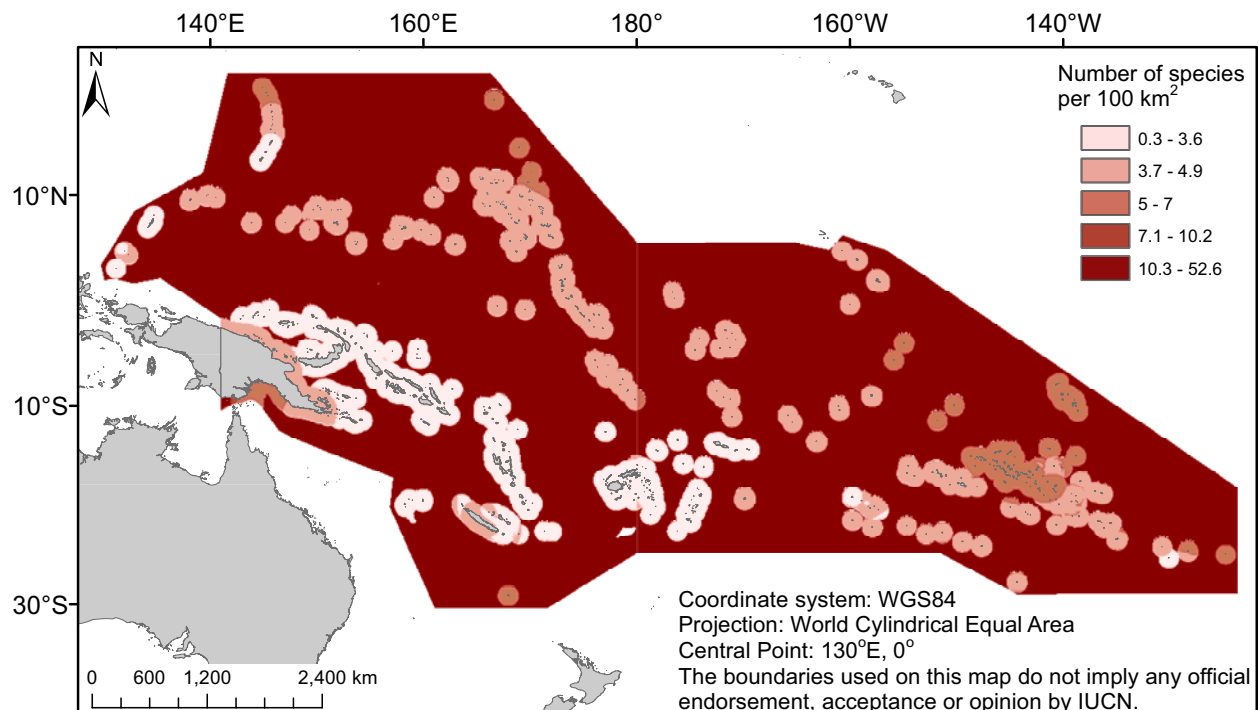 140°E 160°E 180° 160°W 140°W
N
Number of species
per 100 km²
0.3 - 3.6
3.7 - 4.9
5 - 7
7.1 - 10.2
10.3 - 52.6
10°N
10°S
30°S
0 600 1,200 2,400 km
Coordinate system: WGS84
Projection: World Cylindrical Equal Area
Central Point: 130°E, 0°
The boundaries used on this map do not imply any official
endorsement, acceptance or opinion by IUCN.